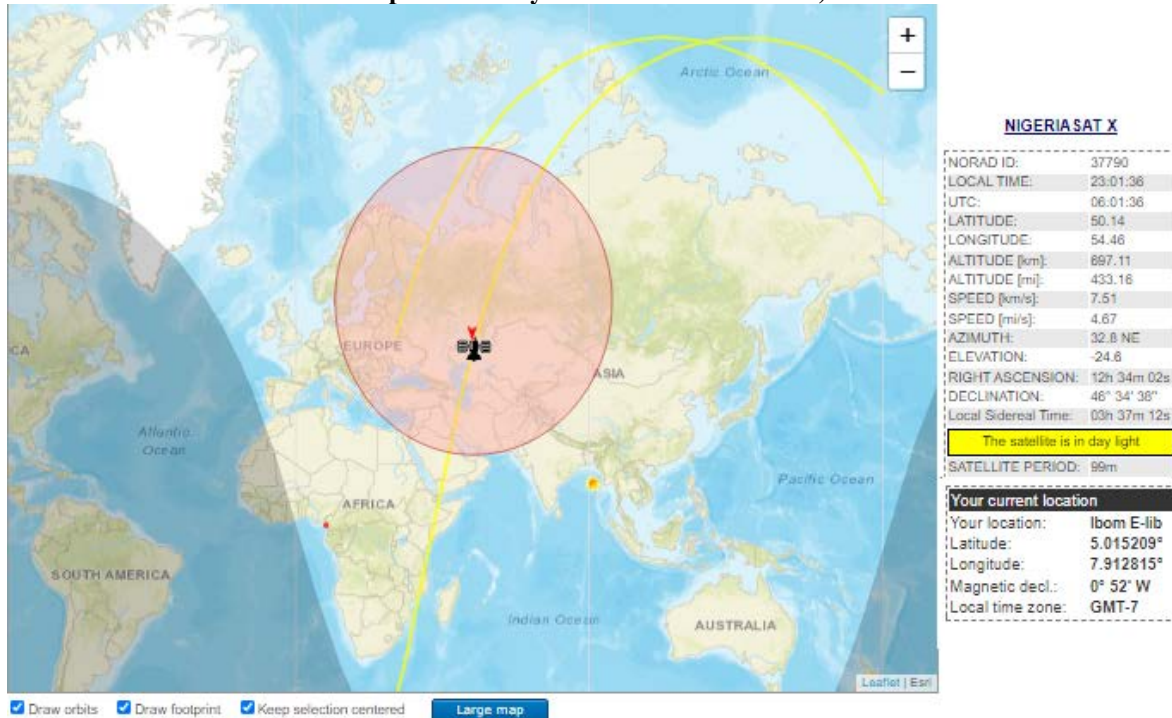 +
−
Arctic Ocean
EUROPE
ASIA
CA
Atlantic
Ocean
AFRICA
Pacific Ocean
SOUTH AMERICA
Indian Ocean
AUSTRALIA
Leaflet | Esri
Draw orbits Draw footprint Keep selection centered Large map
NIGERIASAT X
NORAD ID: 37790
LOCAL TIME: 23:01:36
UTC: 06:01:36
LATITUDE: 50.14
LONGITUDE: 54.46
ALTITUDE [km]: 697.11
ALTITUDE [mi]: 433.16
SPEED [km/s]: 7.51
SPEED [mi/s]: 4.67
AZIMUTH: 32.8 NE
ELEVATION: -24.6
RIGHT ASCENSION: 12h 34m 02s
DECLINATION: 46° 34' 38"
Local Sidereal Time: 03h 37m 12s
The satellite is in day light
SATELLITE PERIOD: 99m
Your current location
Your location: Ibom E-lib
Latitude: 5.015209°
Longitude: 7.912815°
Magnetic decl.: 0° 52' W
Local time zone: GMT-7